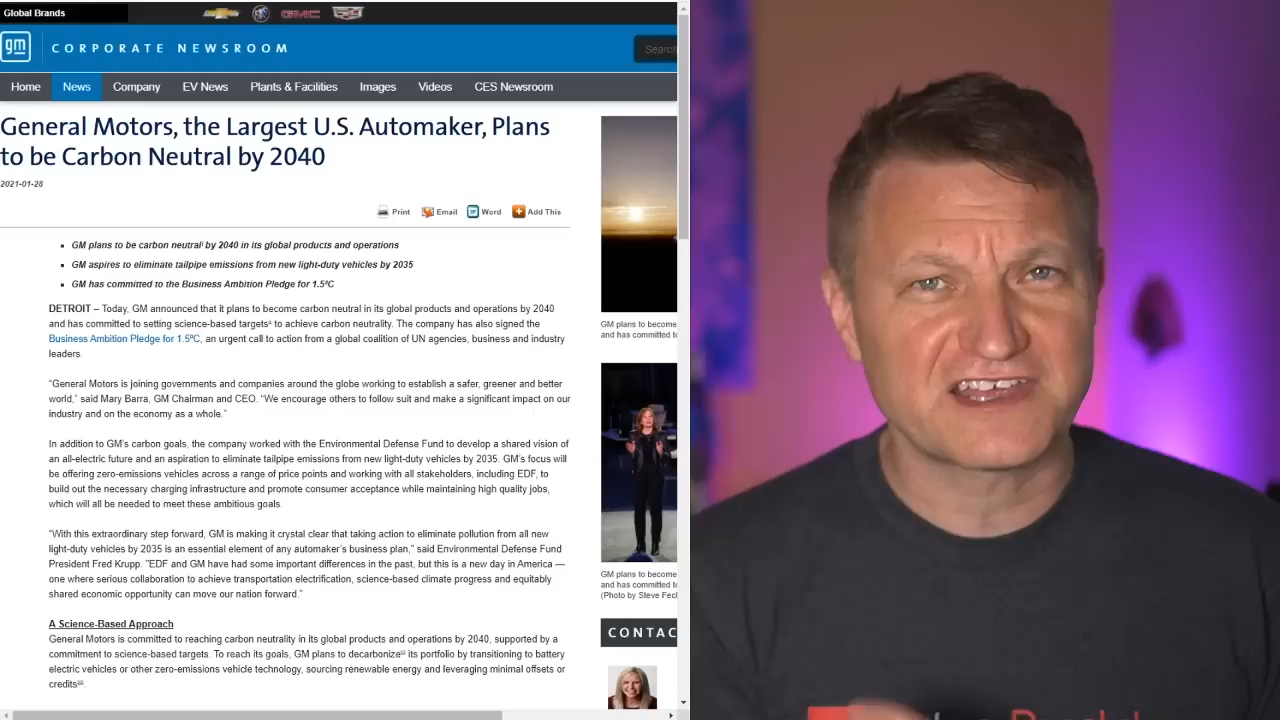 Global Brands
GMC
gm
CORPORATE NEWSROOM
Search
Home
News
Company
EV News
Plants & Facilities
Images
Videos
CES Newsroom
General Motors, the Largest U.S. Automaker, Plans
to be Carbon Neutral by 2040
2021-01-28
Print
Email
Word
Add This
GM plans to be carbon neutral by 2040 in its global products and operations
GM aspires to eliminate tailpipe emissions from new light-duty vehicles by 2035
GM has committed to the Business Ambition Pledge for 1.5ºC
DETROIT – Today, GM announced that it plans to become carbon neutral in its global products and operations by 2040
and has committed to setting science-based targets to achieve carbon neutrality. The company has also signed the
Business Ambition Pledge for 1.5ºC, an urgent call to action from a global coalition of UN agencies, business and industry
leaders.
“General Motors is joining governments and companies around the globe working to establish a safer, greener and better
world,” said Mary Barra, GM Chairman and CEO. “We encourage others to follow suit and make a significant impact on our
industry and on the economy as a whole.”
In addition to GM’s carbon goals, the company worked with the Environmental Defense Fund to develop a shared vision of
an all-electric future and an aspiration to eliminate tailpipe emissions from new light-duty vehicles by 2035. GM’s focus will
be offering zero-emissions vehicles across a range of price points and working with all stakeholders, including EDF, to
build out the necessary charging infrastructure and promote consumer acceptance while maintaining high quality jobs,
which will all be needed to meet these ambitious goals.
“With this extraordinary step forward, GM is making it crystal clear that taking action to eliminate pollution from all new
light-duty vehicles by 2035 is an essential element of any automaker’s business plan,” said Environmental Defense Fund
President Fred Krupp. “EDF and GM have had some important differences in the past, but this is a new day in America —
one where serious collaboration to achieve transportation electrification, science-based climate progress and equitably
shared economic opportunity can move our nation forward.”
A Science-Based Approach
General Motors is committed to reaching carbon neutrality in its global products and operations by 2040, supported by a
commitment to science-based targets. To reach its goals, GM plans to decarbonize its portfolio by transitioning to battery
electric vehicles or other zero-emissions vehicle technology, sourcing renewable energy and leveraging minimal offsets or
credits.
GM plans to become
and has committed to
GM plans to become
and has committed to
(Photo by Steve Fecl
CONTAC